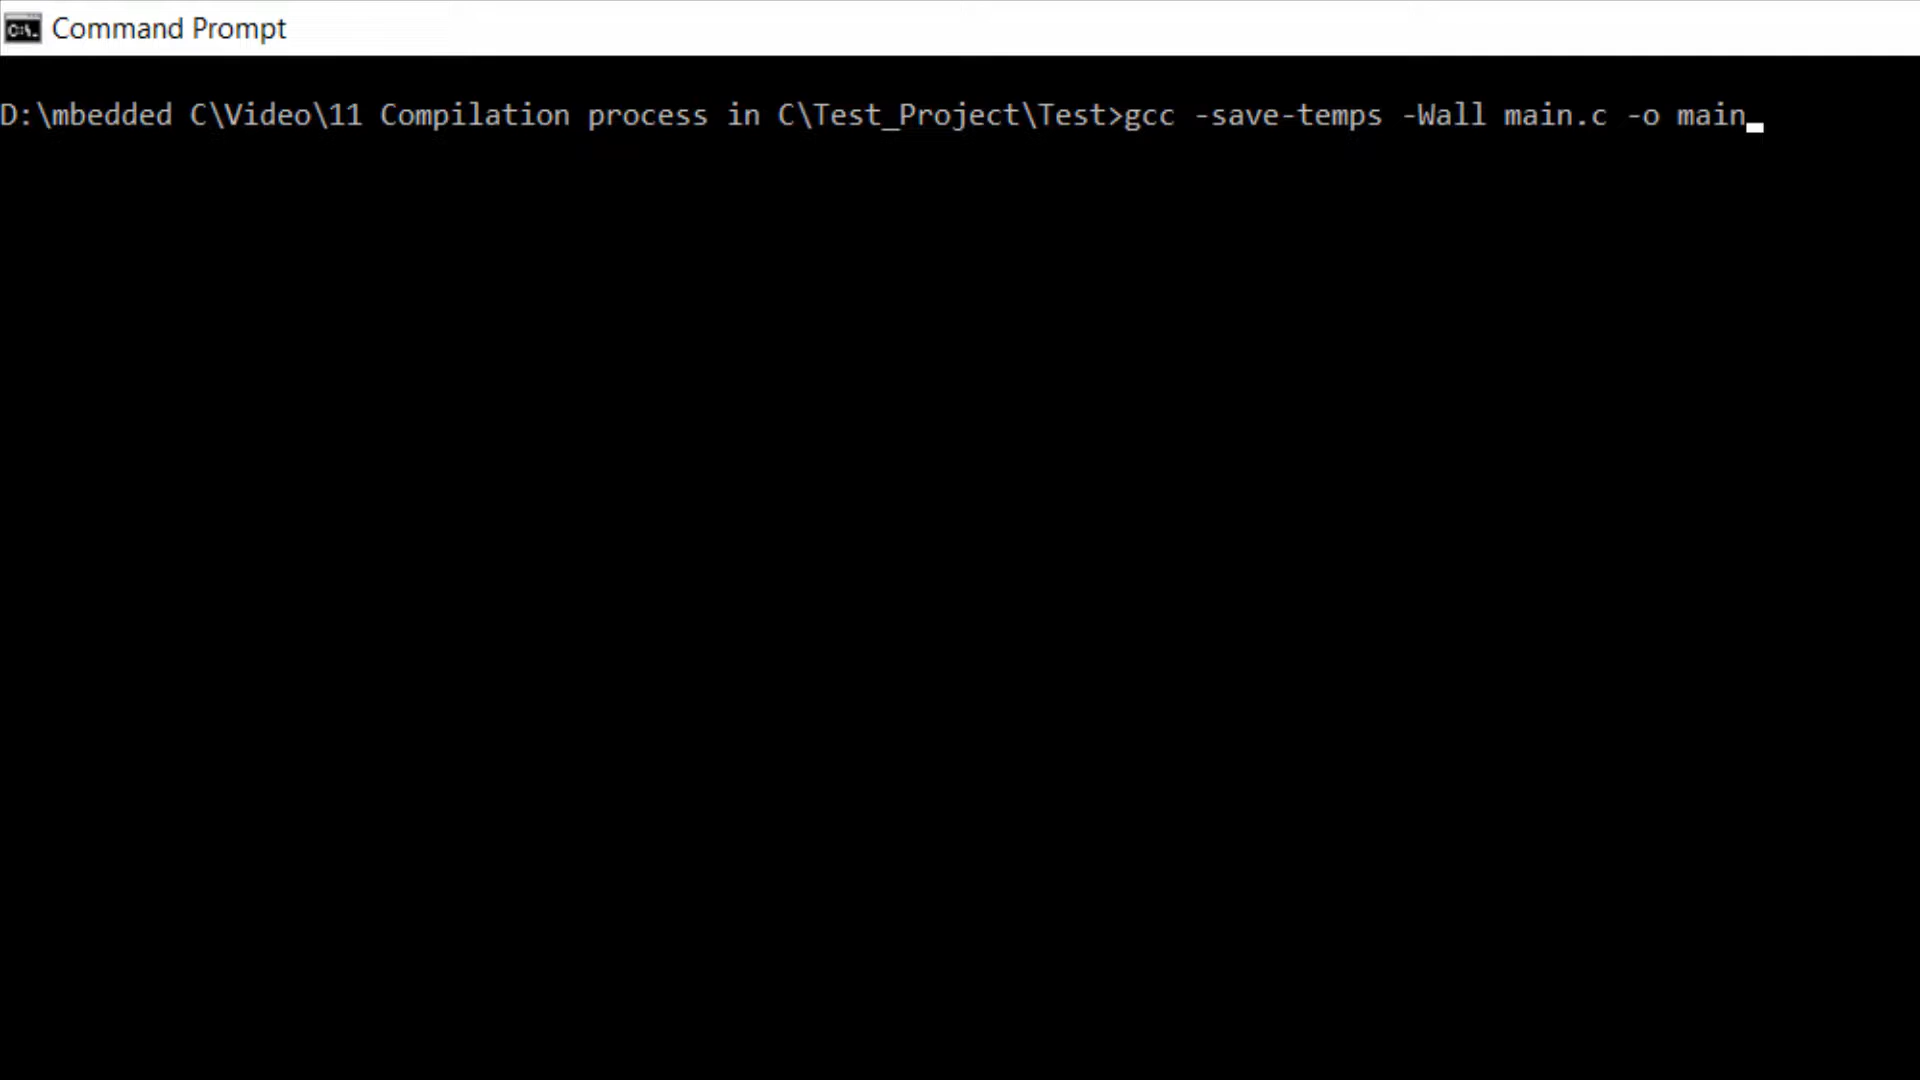 Command Prompt
D:\mbedded C\Video\11 Compilation process in C\Test_Project\Test>gcc -save-temps -Wall main.c -o main